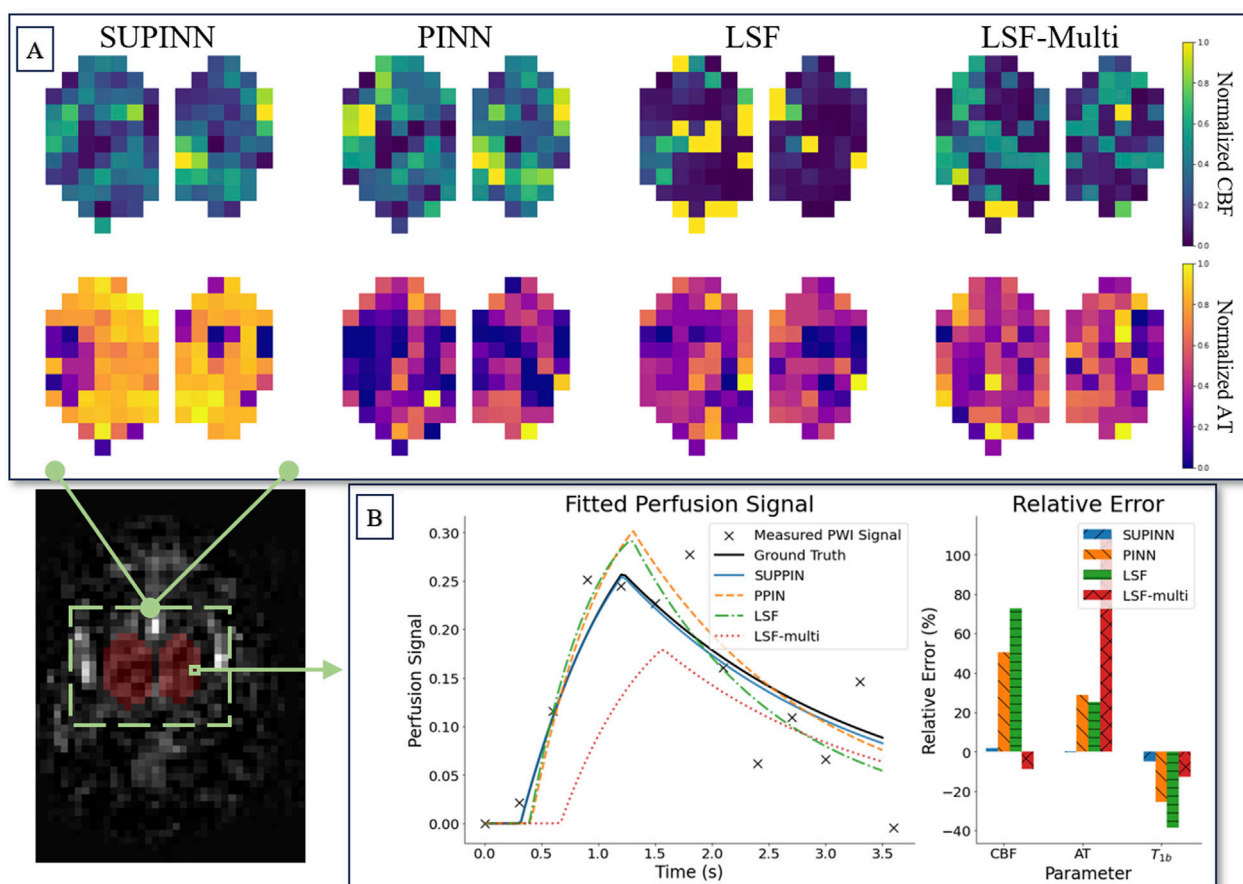 A
SUPINN
PINN
LSF
LSF-Multi
1.0
0.8
0.6
0.4
0.2
0.0
Normalized CBF
1.0
0.8
0.6
0.4
0.2
0.0
Normalized AT
B
Fitted Perfusion Signal
Perfusion Signal
0.30
0.25
0.20
0.15
0.10
0.05
0.00
Measured PWI Signal
Ground Truth
SUPPIN
PPIN
LSF
LSF-multi
0.0 0.5 1.0 1.5 2.0 2.5 3.0 3.5
Time (s)
Relative Error
Relative Error (%)
100
80
60
40
20
0
−20
−40
SUPINN
PINN
LSF
LSF-multi
CBF AT T1b
Parameter